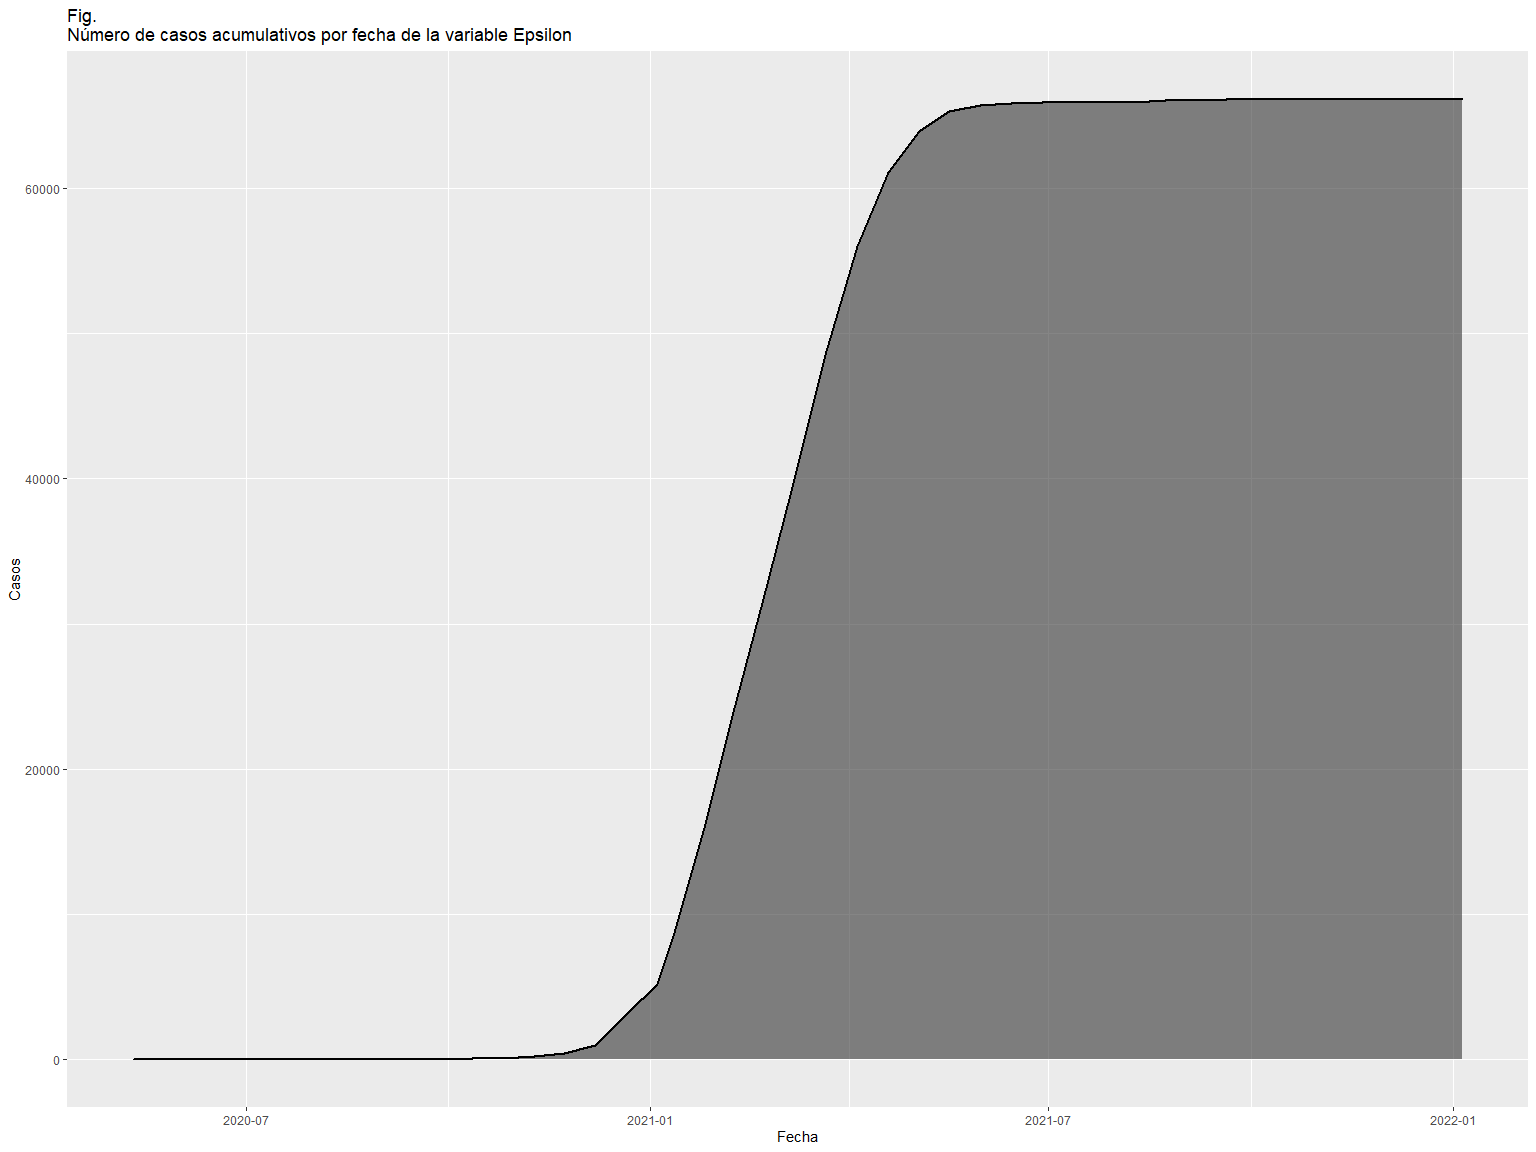 Fig.
Número de casos acumulativos por fecha de la variable Epsilon
60000
40000
20000
0
Casos
2020-07
2021-01
2021-07
2022-01
Fecha